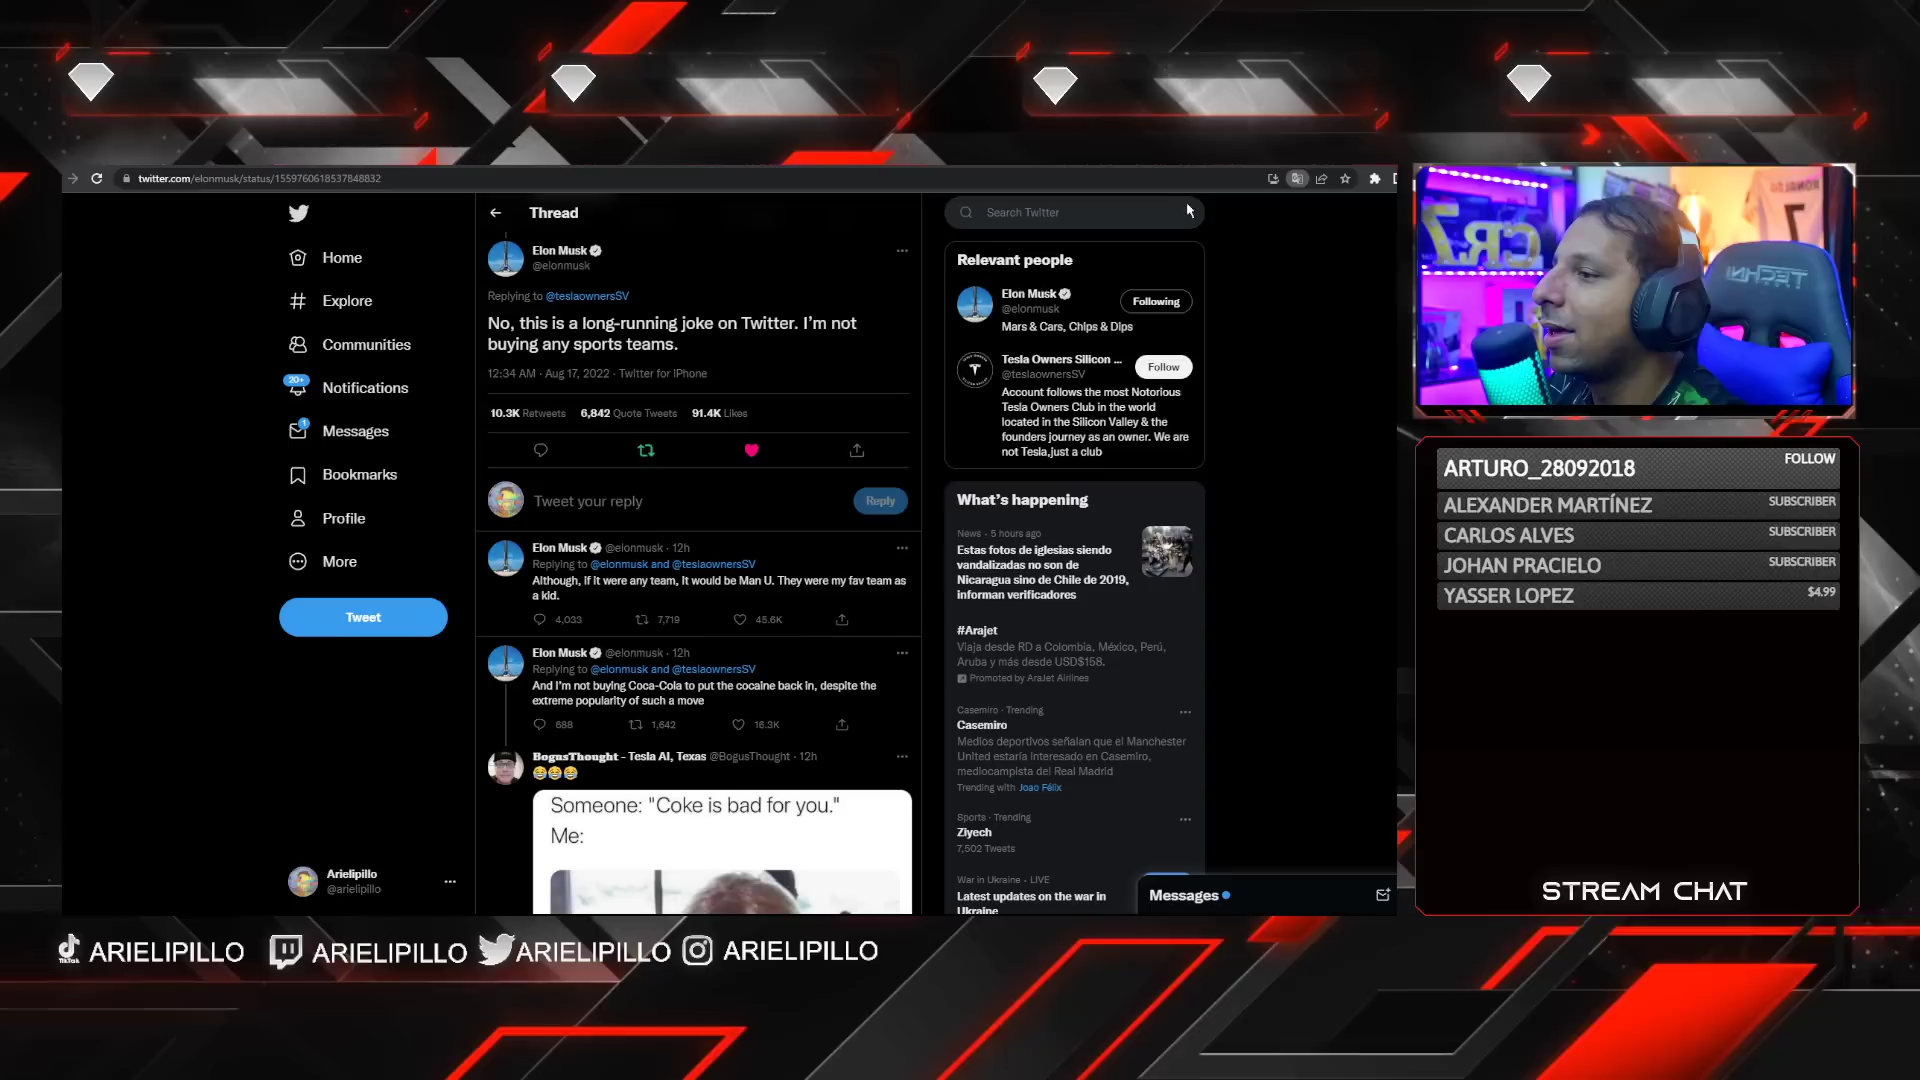 twitter.com/elonmusk/status/1559760618537848832
Home
Explore
Communities
20+
Notifications
1
Messages
Bookmarks
Profile
More
Tweet
Arielipillo
@arielipillo
Thread
Elon Musk
@elonmusk
Replying to @teslaownersSV
No, this is a long-running joke on Twitter. I'm not
buying any sports teams.
12:34 AM · Aug 17, 2022 · Twitter for iPhone
10.3K Retweets 6,842 Quote Tweets 91.4K Likes
Tweet your reply
Reply
Elon Musk @elonmusk · 12h
Replying to @elonmusk and @teslaownersSV
Although, if it were any team, it would be Man U. They were my fav team as
a kid.
4,033 7,719 45.6K
Elon Musk @elonmusk · 12h
Replying to @elonmusk and @teslaownersSV
And I'm not buying Coca-Cola to put the cocaine back in, despite the
extreme popularity of such a move
688 1,642 16.3K
BogusThought - Tesla AI, Texas @BogusThought · 12h
Someone: "Coke is bad for you."
Me:
Search Twitter
Relevant people
Elon Musk
@elonmusk
Following
Mars & Cars, Chips & Dips
Tesla Owners Silicon ...
@teslaownersSV
Follow
Account follows the most Notorious
Tesla Owners Club in the world
located in the Silicon Valley & the
founders journey as an owner. We are
not Tesla,just a club
What's happening
News · 5 hours ago
Estas fotos de iglesias siendo
vandalizadas no son de
Nicaragua sino de Chile de 2019,
informan verificadores
#Arajet
Viaja desde RD a Colombia, México, Perú,
Aruba y más desde USD$158.
Promoted by AraJet Airlines
Casemiro · Trending
Casemiro
Medios deportivos señalan que el Manchester
United estaría interesado en Casemiro,
mediocampista del Real Madrid
Trending with Joao Félix
Sports · Trending
Ziyech
7,502 Tweets
War in Ukraine · LIVE
Latest updates on the war in
Ukraine
Messages
RONALDO
7
CR7
TECHNI
ARTURO_28092018 FOLLOW
ALEXANDER MARTÍNEZ SUBSCRIBER
CARLOS ALVES SUBSCRIBER
JOHAN PRACIELO SUBSCRIBER
YASSER LOPEZ $4.99
STREAM CHAT
TikTok ARIELIPILLO ARIELIPILLO ARIELIPILLO ARIELIPILLO